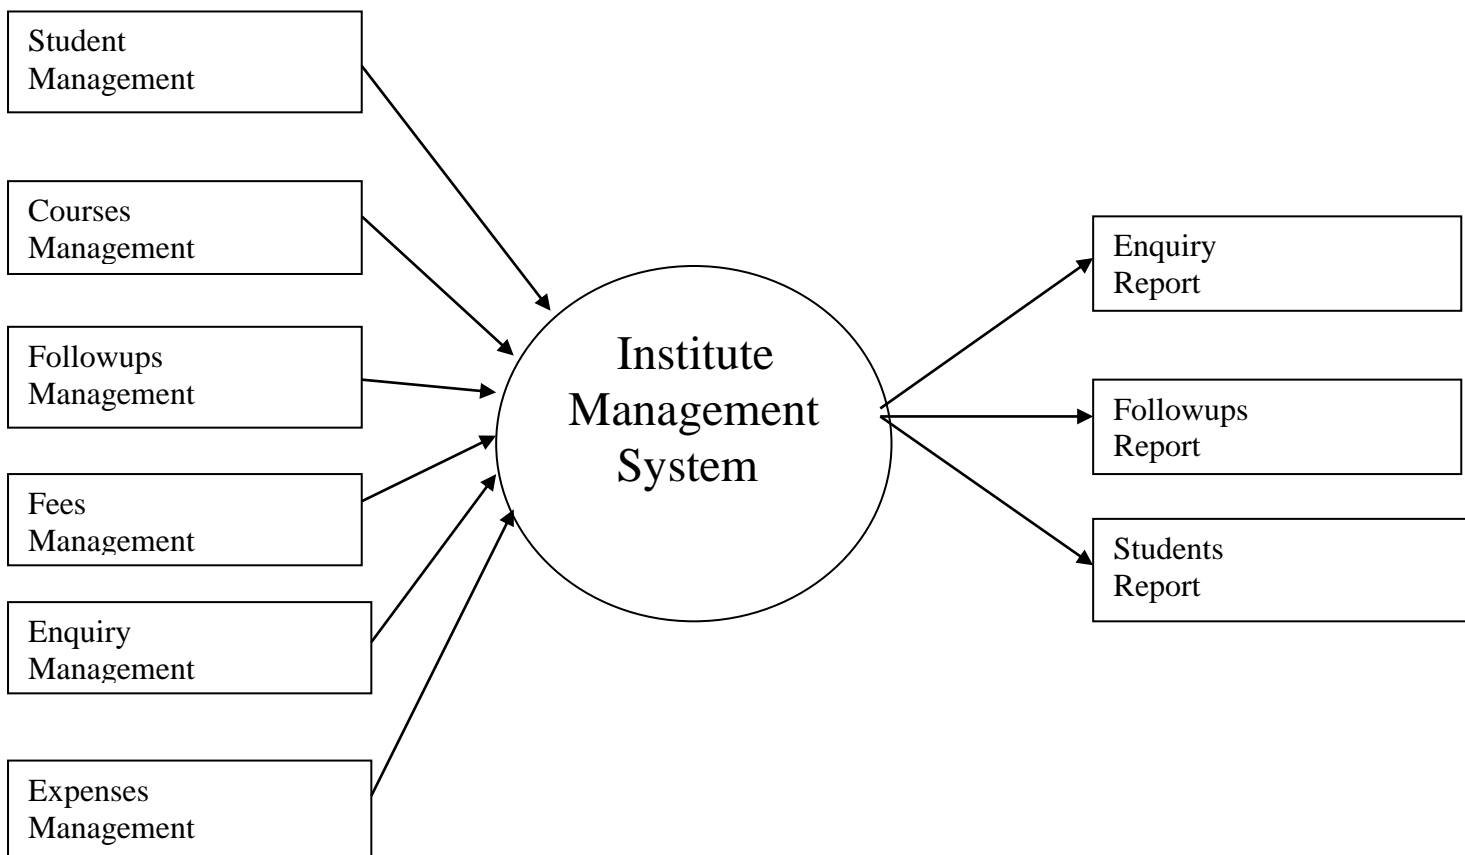 Student
Management
Courses
Management
Followups
Management
Fees
Management
Enquiry
Management
Expenses
Management
Institute
Management
System
Enquiry
Report
Followups
Report
Students
Report